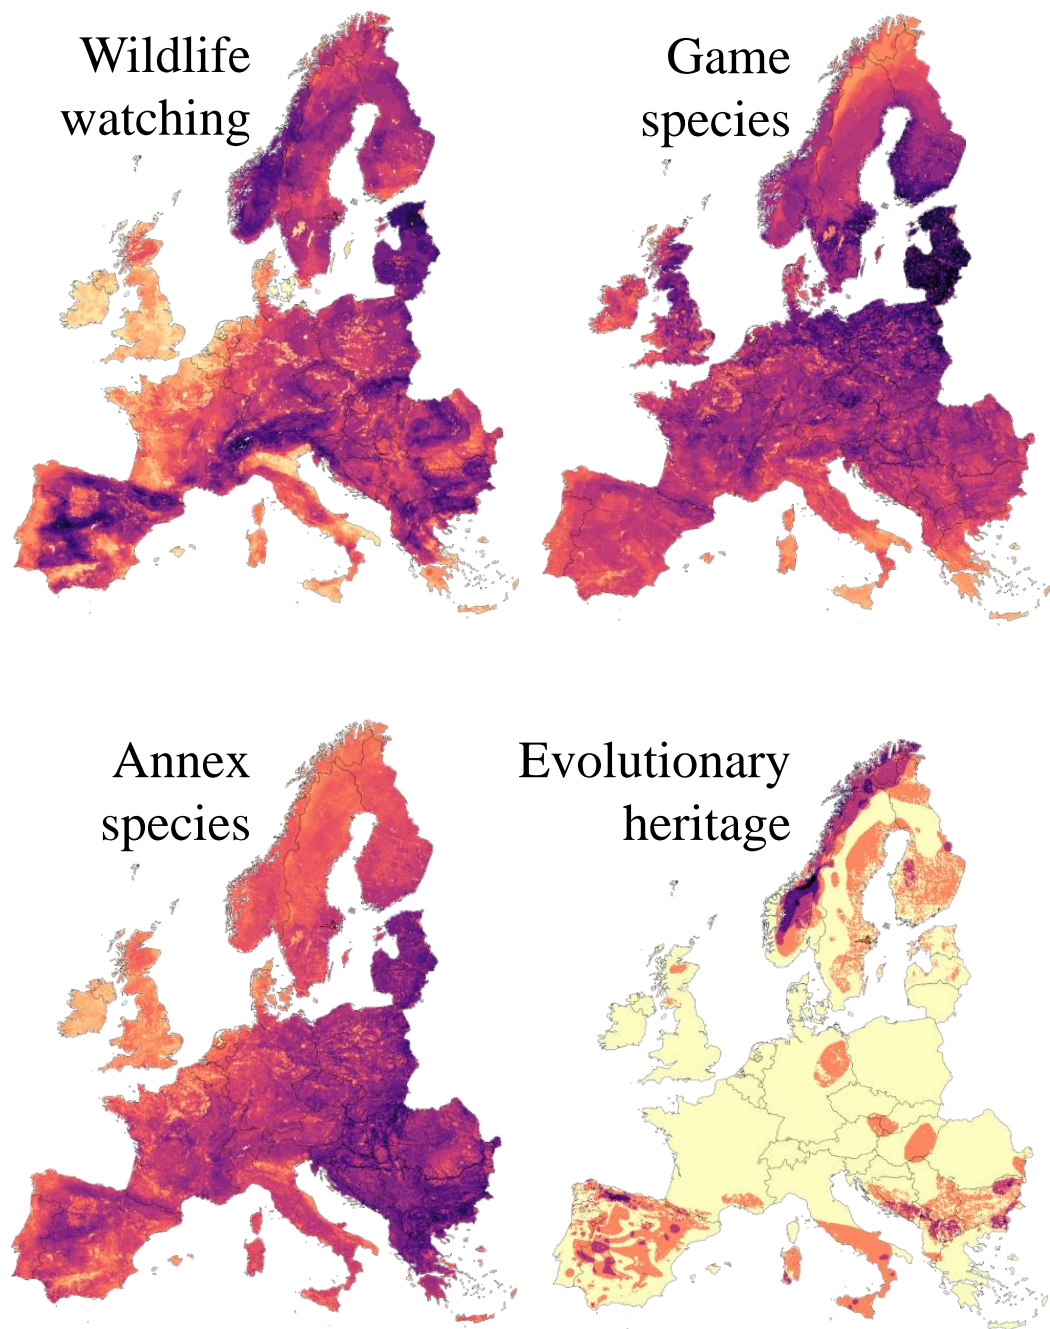 Wildlife
watching
Game
species
Annex
species
Evolutionary
heritage